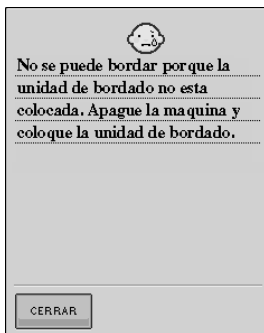 No se puede bordar porque la
unidad de bordado no esta
colocada. Apague la maquina y
coloque la unidad de bordado.
CERRAR